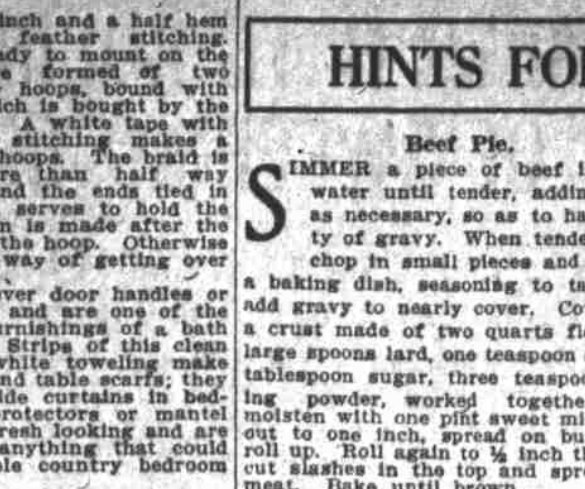 inch and a half hem
feather stitching.
ady to mount on the
e formed of two
hoops, bound with
ich is bought by the
A white tape with
stitching makes a
hoops. The braid is
re than half way
nd the ends tied in
serves to hold the
n is made after the
the hoop. Otherwise
way of getting over
ver door handles or
and are one of the
urnishings of a bath
Strips of this clean
white toweling make
nd table scarfs; they
ide curtains in bed-
rotectors or mantel
resh looking and are
anything that could
ole country bedroom
HINTS FO
Beef Pie.
SIMMER a piece of beef i
water until tender, addin
as necessary, so as to ha
ty of gravy. When tende
chop in small pieces and
a baking dish, seasoning to ta
add gravy to nearly cover. Co
a crust made of two quarts fl
large spoons lard, one teaspoon
tablespoon sugar, three teaspo
ing powder, worked togethe
moisten with one pint sweet mi
out to one inch, spread on bu
roll up. Roll again to ½ inch th
cut slashes in the top and spre
meat. Bake until brown